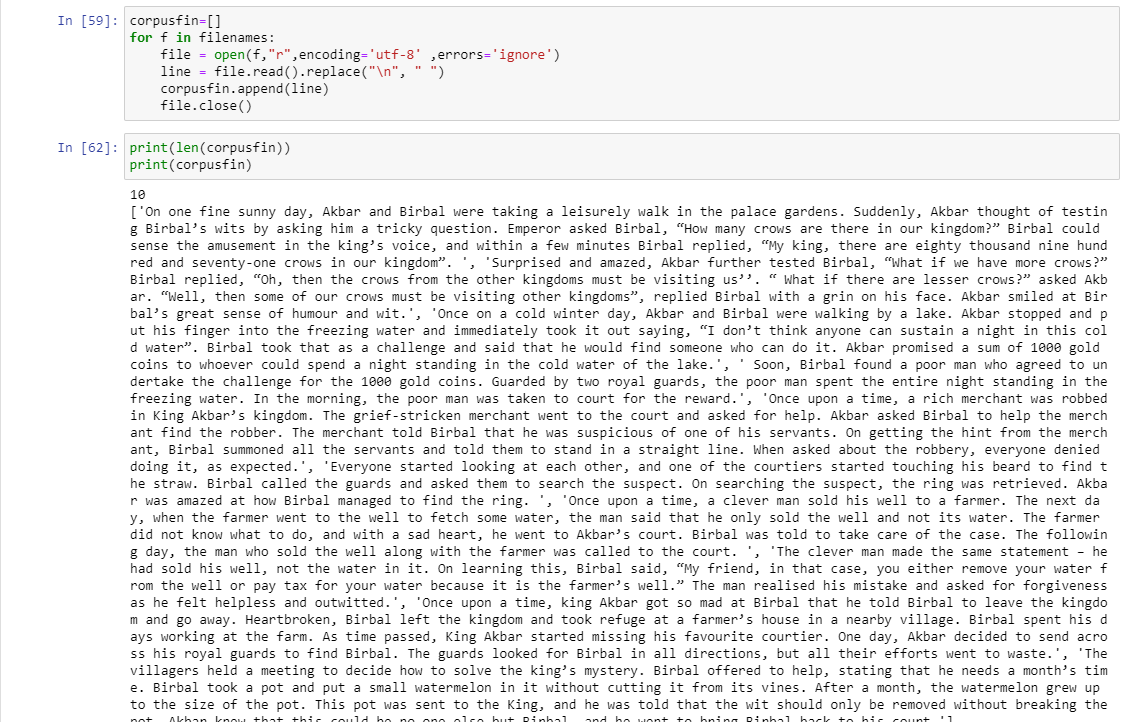 In [59]: corpusfin=[]
for f in filenames:
    file = open(f,"r",encoding='utf-8' ,errors='ignore')
    line = file.read().replace("\n", " ")
    corpusfin.append(line)
    file.close()
In [62]: print(len(corpusfin))
print(corpusfin)
10
['On one fine sunny day, Akbar and Birbal were taking a leisurely walk in the palace gardens. Suddenly, Akbar thought of testin
g Birbal’s wits by asking him a tricky question. Emperor asked Birbal, “How many crows are there in our kingdom?” Birbal could
sense the amusement in the king’s voice, and within a few minutes Birbal replied, “My king, there are eighty thousand nine hund
red and seventy-one crows in our kingdom”. ', 'Surprised and amazed, Akbar further tested Birbal, “What if we have more crows?”
Birbal replied, “Oh, then the crows from the other kingdoms must be visiting us’’. “ What if there are lesser crows?” asked Akb
ar. “Well, then some of our crows must be visiting other kingdoms”, replied Birbal with a grin on his face. Akbar smiled at Bir
bal’s great sense of humour and wit.', 'Once on a cold winter day, Akbar and Birbal were walking by a lake. Akbar stopped and p
ut his finger into the freezing water and immediately took it out saying, “I don’t think anyone can sustain a night in this col
d water”. Birbal took that as a challenge and said that he would find someone who can do it. Akbar promised a sum of 1000 gold
coins to whoever could spend a night standing in the cold water of the lake.', ' Soon, Birbal found a poor man who agreed to un
dertake the challenge for the 1000 gold coins. Guarded by two royal guards, the poor man spent the entire night standing in the
freezing water. In the morning, the poor man was taken to court for the reward.', 'Once upon a time, a rich merchant was robbed
in King Akbar’s kingdom. The grief-stricken merchant went to the court and asked for help. Akbar asked Birbal to help the merch
ant find the robber. The merchant told Birbal that he was suspicious of one of his servants. On getting the hint from the merch
ant, Birbal summoned all the servants and told them to stand in a straight line. When asked about the robbery, everyone denied
doing it, as expected.', 'Everyone started looking at each other, and one of the courtiers started touching his beard to find t
he straw. Birbal called the guards and asked them to search the suspect. On searching the suspect, the ring was retrieved. Akba
r was amazed at how Birbal managed to find the ring. ', 'Once upon a time, a clever man sold his well to a farmer. The next da
y, when the farmer went to the well to fetch some water, the man said that he only sold the well and not its water. The farmer
did not know what to do, and with a sad heart, he went to Akbar’s court. Birbal was told to take care of the case. The followin
g day, the man who sold the well along with the farmer was called to the court. ', 'The clever man made the same statement – he
had sold his well, not the water in it. On learning this, Birbal said, “My friend, in that case, you either remove your water f
rom the well or pay tax for your water because it is the farmer’s well.” The man realised his mistake and asked for forgiveness
as he felt helpless and outwitted.', 'Once upon a time, king Akbar got so mad at Birbal that he told Birbal to leave the kingdo
m and go away. Heartbroken, Birbal left the kingdom and took refuge at a farmer’s house in a nearby village. Birbal spent his d
ays working at the farm. As time passed, King Akbar started missing his favourite courtier. One day, Akbar decided to send acro
ss his royal guards to find Birbal. The guards looked for Birbal in all directions, but all their efforts went to waste.', 'The
villagers held a meeting to decide how to solve the king’s mystery. Birbal offered to help, stating that he needs a month’s tim
e. Birbal took a pot and put a small watermelon in it without cutting it from its vines. After a month, the watermelon grew up
to the size of the pot. This pot was sent to the King, and he was told that the wit should only be removed without breaking the
pot. Akbar knew that this could be no one else but Birbal, and he went to bring Birbal back to his court.']